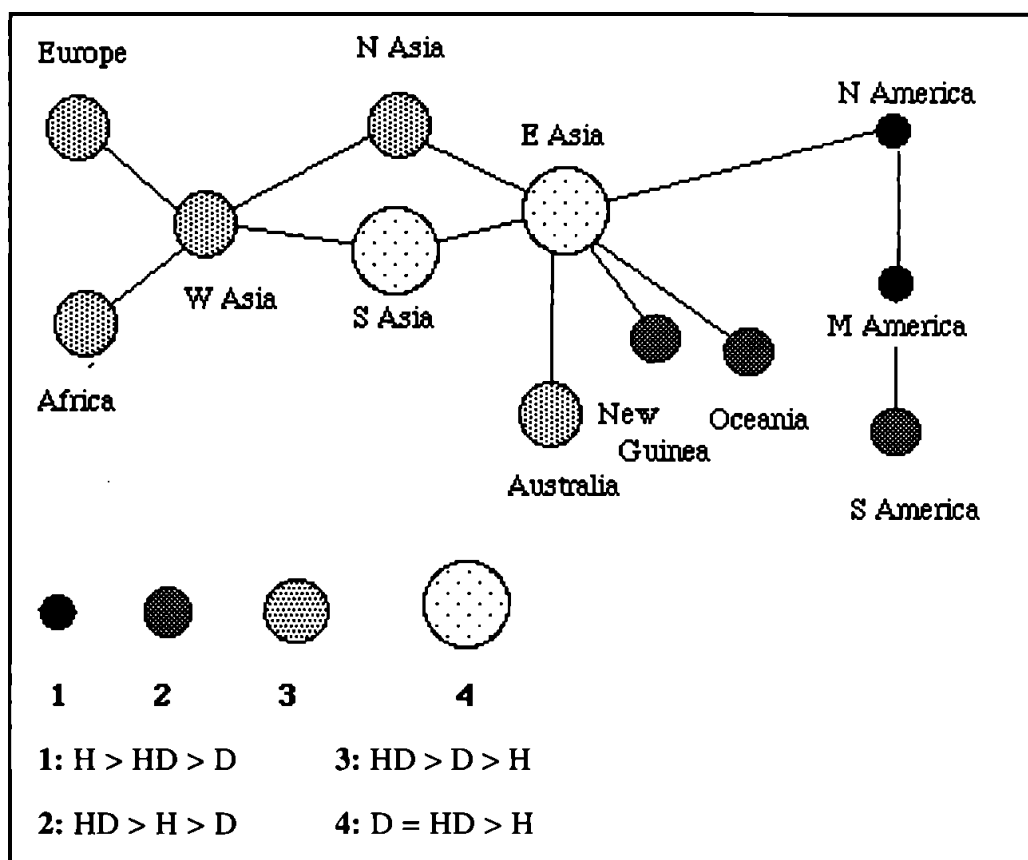 Europe
N Asia
N America
E Asia
W Asia
S Asia
M America
Africa
New
Guinea
Oceania
Australia
S America
1 2 3 4
1: H > HD > D 3: HD > D > H
2: HD > H > D 4: D = HD > H